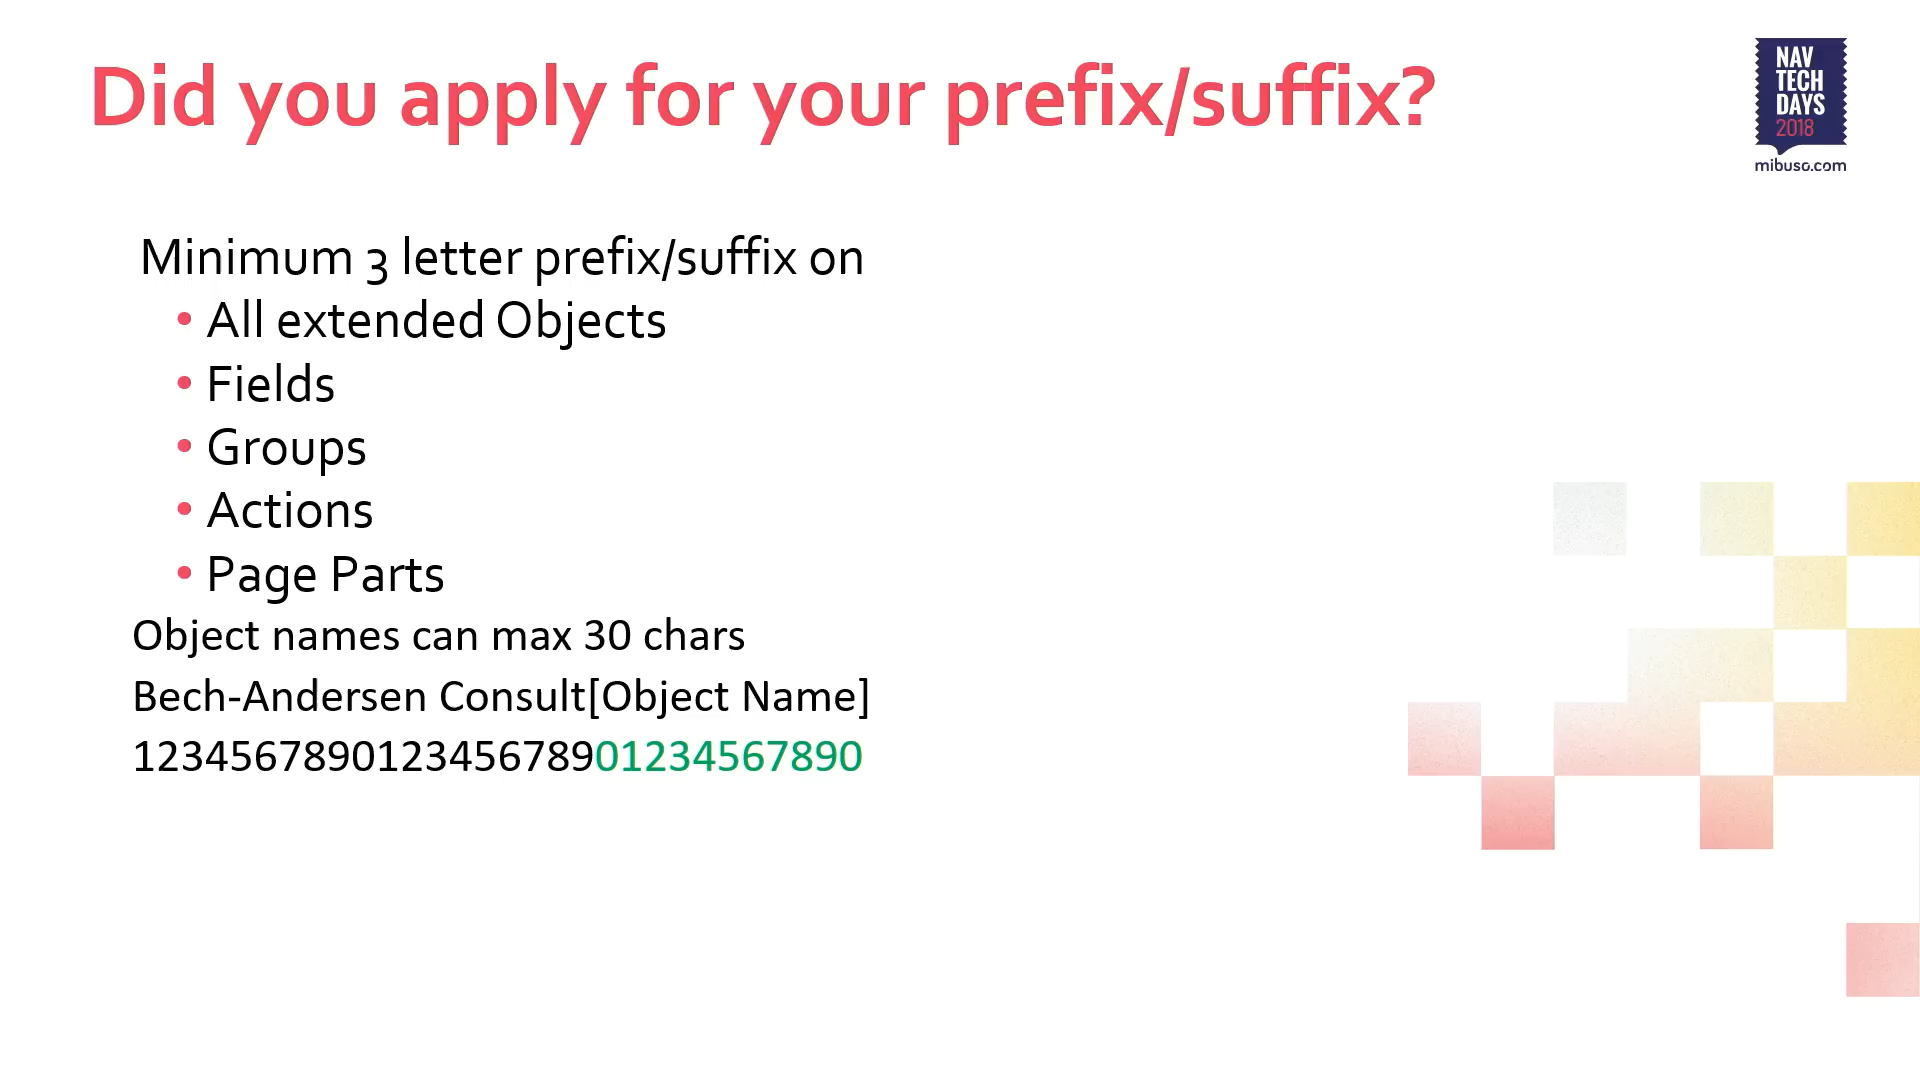 Did you apply for your prefix/suffix?
NAV
TECH
DAYS
2018
mibuso.com
Minimum 3 letter prefix/suffix on
• All extended Objects
• Fields
• Groups
• Actions
• Page Parts
Object names can max 30 chars
Bech-Andersen Consult[Object Name]
123456789012345678901234567890